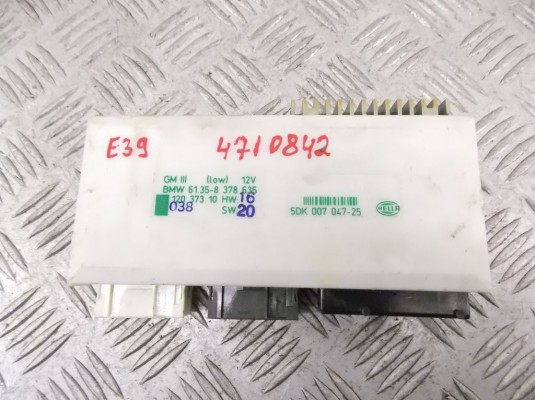 E39 4710842
GM III (low) 12V
BMW 61.35-8 378 635
120 373 10 HW 16
038 SW 20
5DK 007 047-25
HELLA